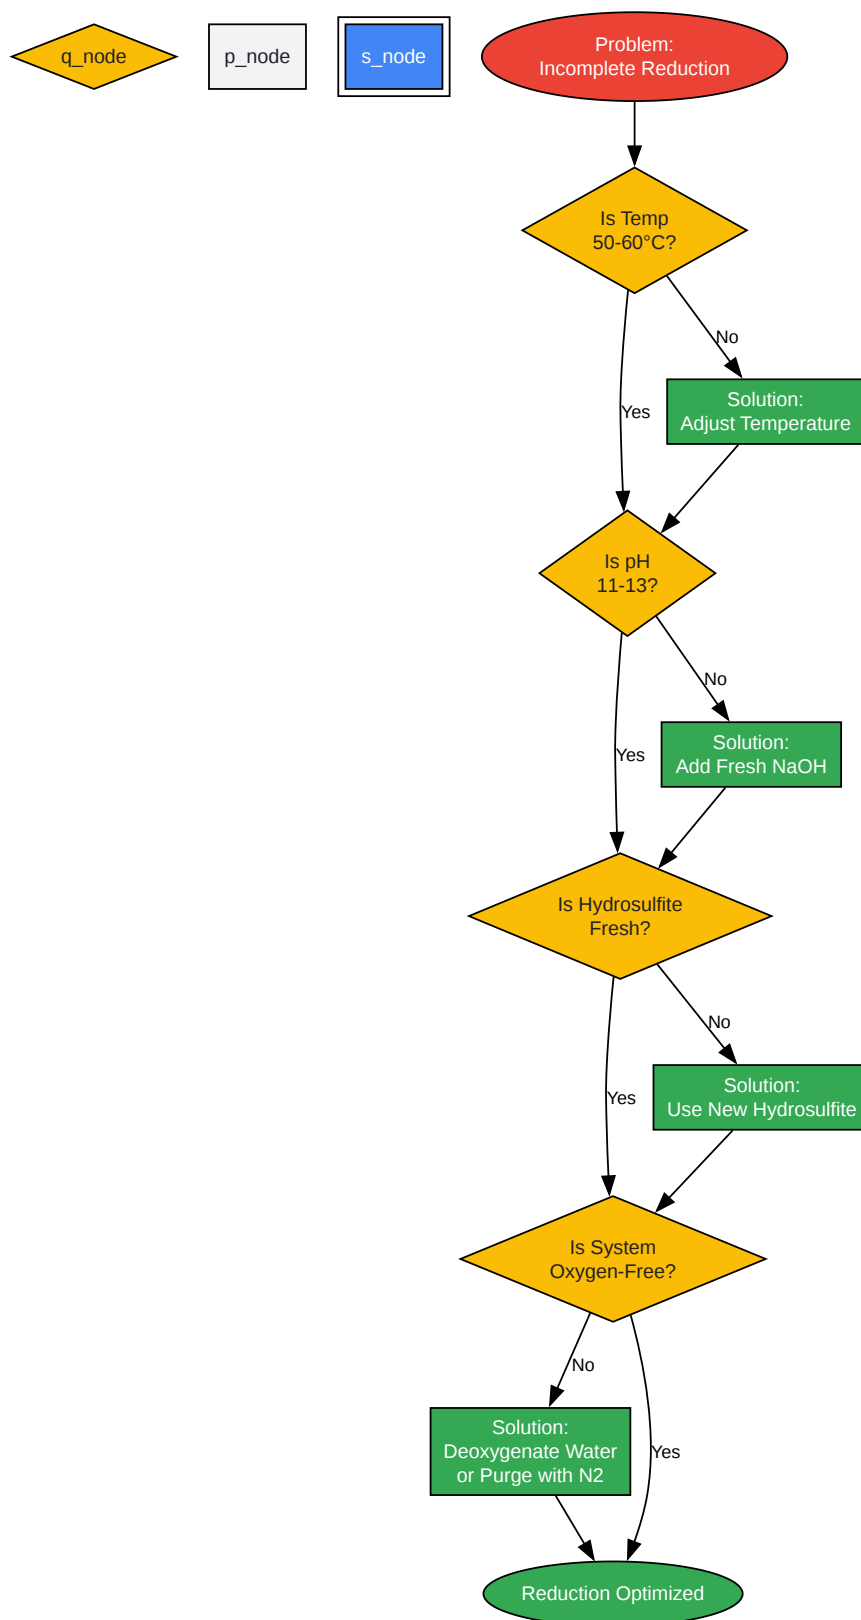 q_node
p_node
s_node
Problem:
Incomplete Reduction
Is Temp
50-60°C?
No
Yes
Solution:
Adjust Temperature
Is pH
11-13?
No
Yes
Solution:
Add Fresh NaOH
Is Hydrosulfite
Fresh?
No
Yes
Solution:
Use New Hydrosulfite
Is System
Oxygen-Free?
No
Yes
Solution:
Deoxygenate Water
or Purge with N2
Reduction Optimized